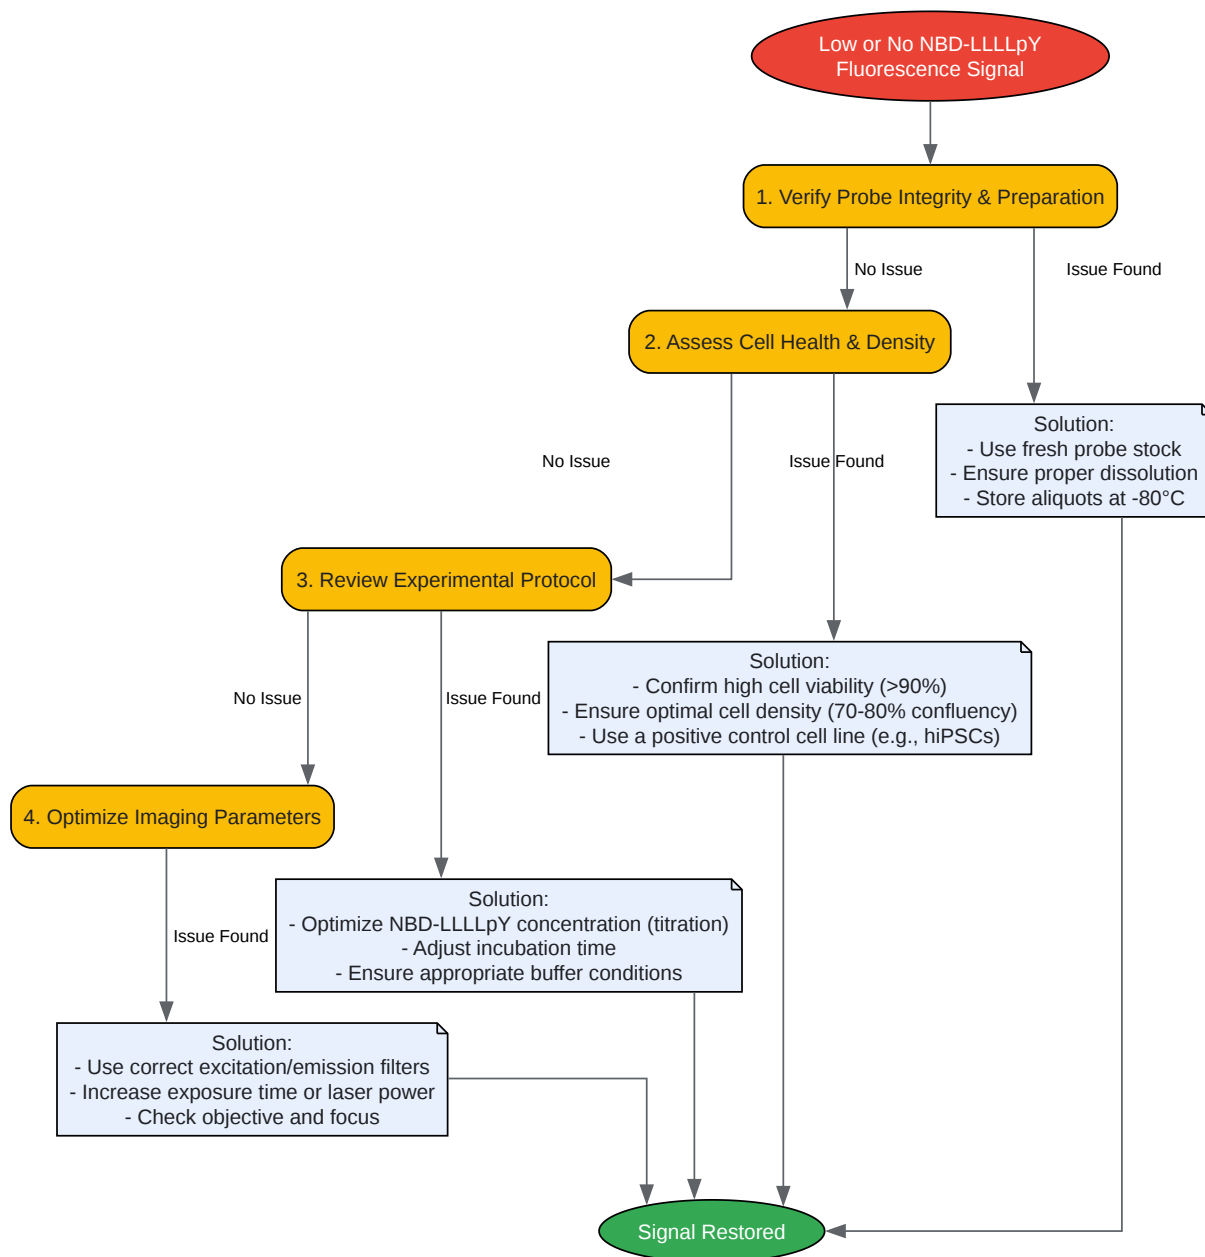 Low or No NBD-LLLLpY
Fluorescence Signal
1. Verify Probe Integrity & Preparation
No Issue
Issue Found
2. Assess Cell Health & Density
Solution:
- Use fresh probe stock
- Ensure proper dissolution
- Store aliquots at -80°C
No Issue
Issue Found
3. Review Experimental Protocol
Solution:
- Confirm high cell viability (>90%)
- Ensure optimal cell density (70-80% confluency)
- Use a positive control cell line (e.g., hiPSCs)
No Issue
Issue Found
4. Optimize Imaging Parameters
Solution:
- Optimize NBD-LLLLpY concentration (titration)
- Adjust incubation time
- Ensure appropriate buffer conditions
Issue Found
Solution:
- Use correct excitation/emission filters
- Increase exposure time or laser power
- Check objective and focus
Signal Restored